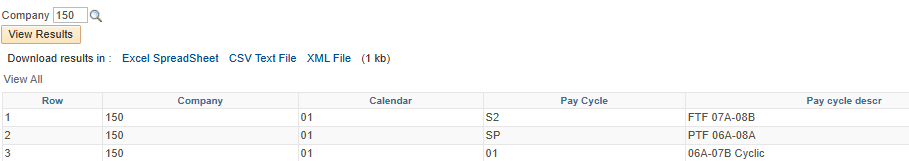 Company 150
View Results
Download results in : Excel SpreadSheet CSV Text File XML File (1 kb)
View All
Row Company Calendar Pay Cycle Pay cycle descr
1 150 01 S2 FTF 07A-08B
2 150 01 SP PTF 06A-08A
3 150 01 01 06A-07B Cyclic